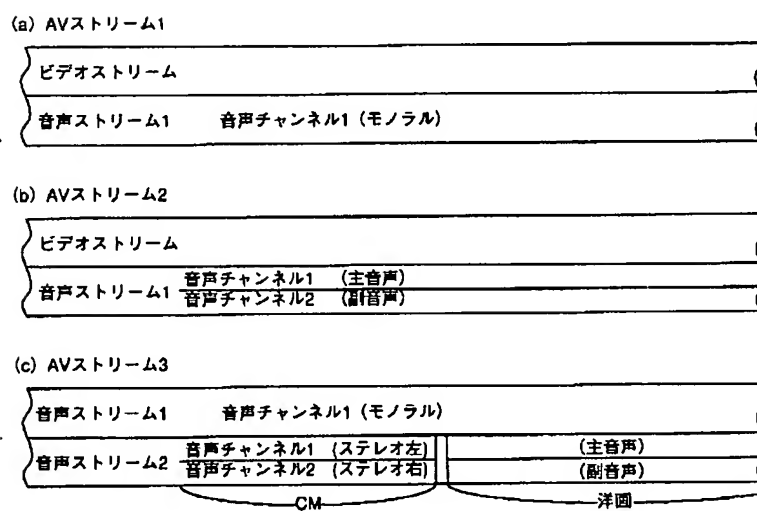 (a) AVストリーム1
ビデオストリーム
音声ストリーム1 音声チャンネル1 (モノラル)
(b) AVストリーム2
ビデオストリーム
音声ストリーム1
音声チャンネル1 (主音声)
音声チャンネル2 (副音声)
(c) AVストリーム3
音声ストリーム1 音声チャンネル1 (モノラル)
音声ストリーム2
音声チャンネル1 (ステレオ左) (主音声)
音声チャンネル2 (ステレオ右) (副音声)
CM 洋画